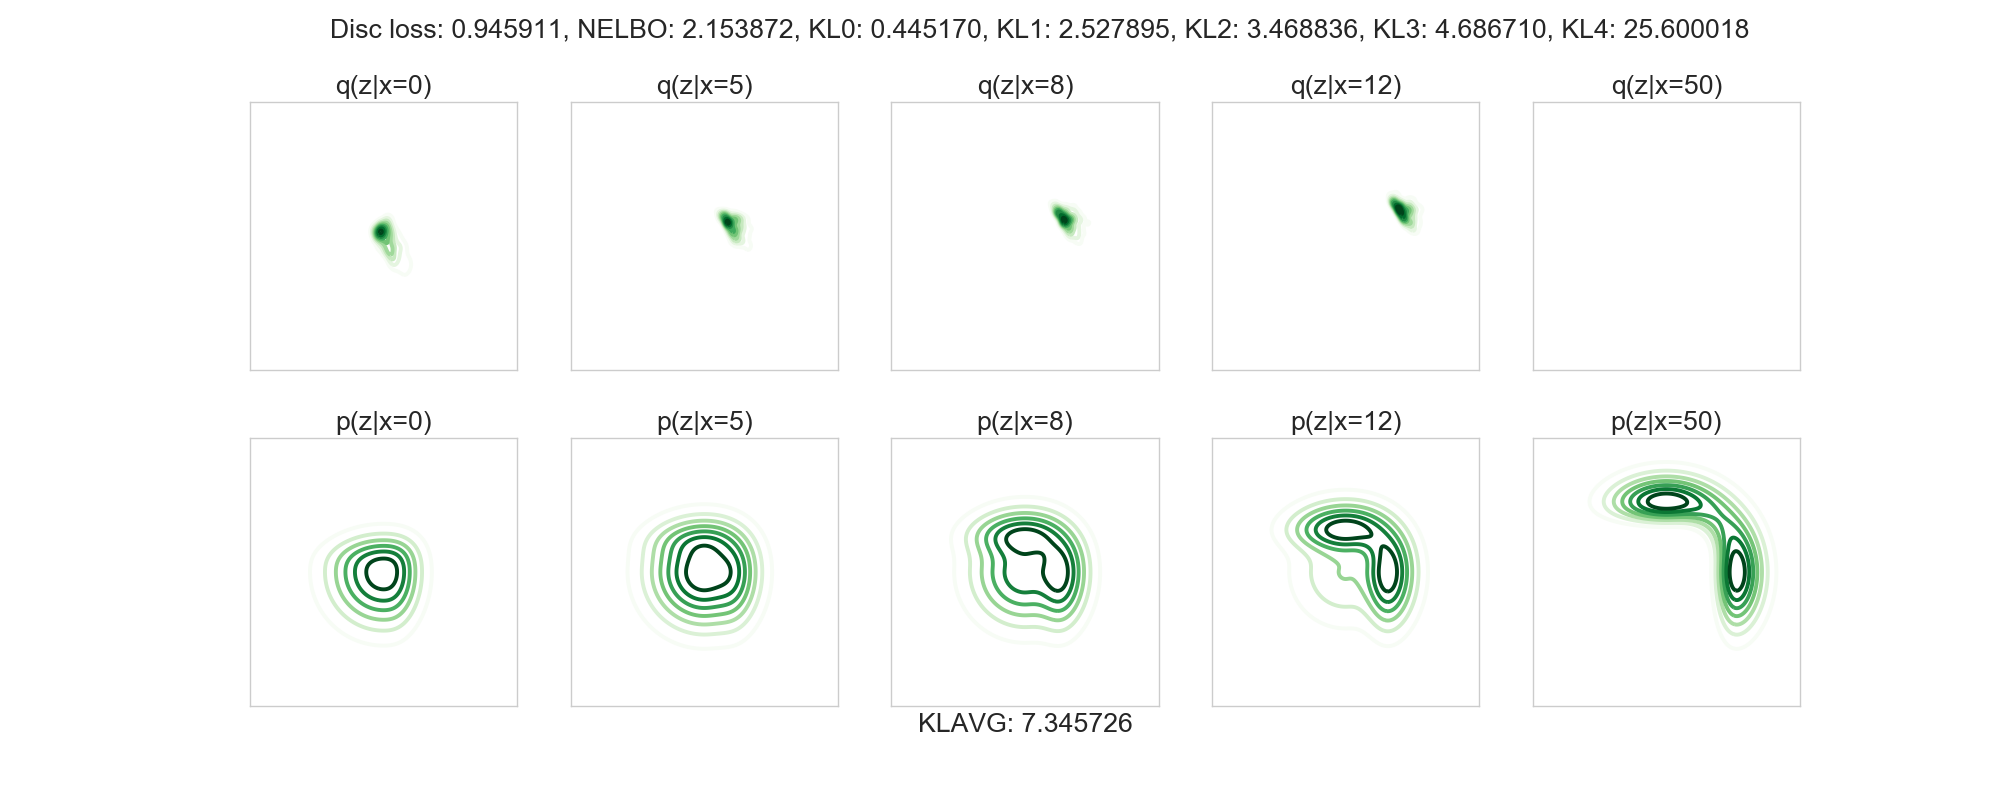 Disc loss: 0.945911, NELBO: 2.153872, KL0: 0.445170, KL1: 2.527895, KL2: 3.468836, KL3: 4.686710, KL4: 25.600018
q(z|x=0) q(z|x=5) q(z|x=8) q(z|x=12) q(z|x=50)
p(z|x=0) p(z|x=5) p(z|x=8) p(z|x=12) p(z|x=50)
KLAVG: 7.345726